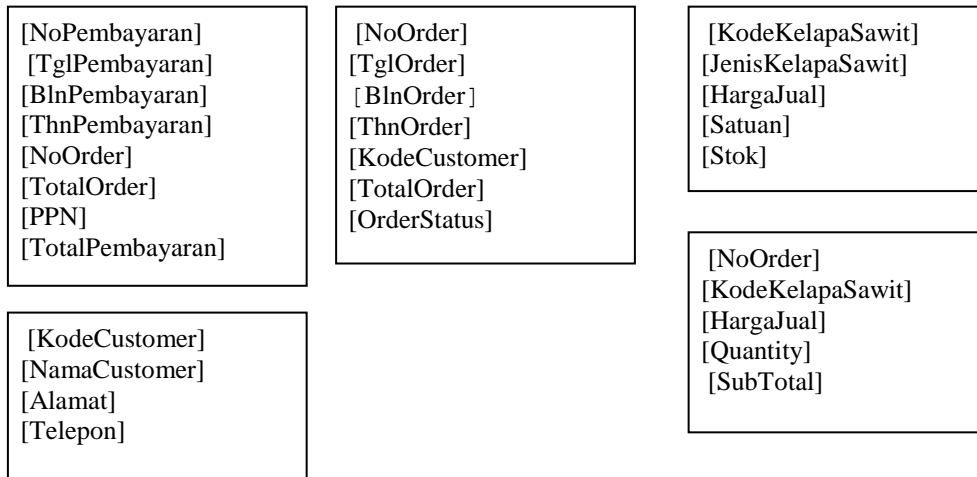 [NoPembayaran]
[TglPembayaran]
[BlnPembayaran]
[ThnPembayaran]
[NoOrder]
[TotalOrder]
[PPN]
[TotalPembayaran]
[KodeCustomer]
[NamaCustomer]
[Alamat]
[Telepon]
[NoOrder]
[TglOrder]
[BlnOrder]
[ThnOrder]
[KodeCustomer]
[TotalOrder]
[OrderStatus]
[KodeKelapaSawit]
[JenisKelapaSawit]
[HargaJual]
[Satuan]
[Stok]
[NoOrder]
[KodeKelapaSawit]
[HargaJual]
[Quantity]
[SubTotal]